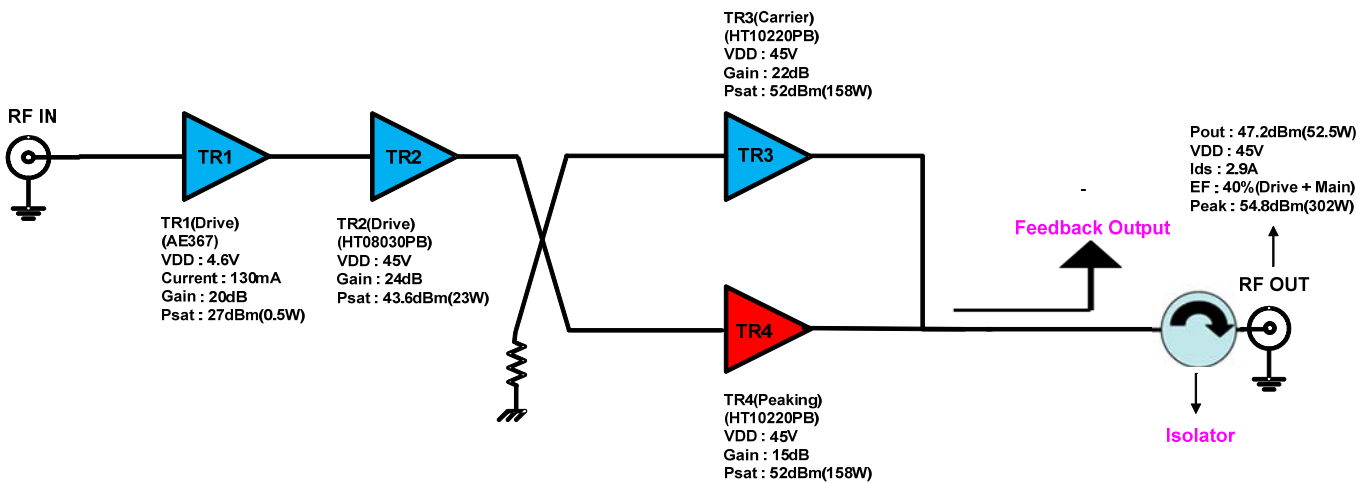 RF IN
TR1
TR1(Drive)
(AE367)
VDD : 4.6V
Current : 130mA
Gain : 20dB
Psat : 27dBm(0.5W)
TR2
TR2(Drive)
(HT08030PB)
VDD : 45V
Gain : 24dB
Psat : 43.6dBm(23W)
TR3(Carrier)
(HT10220PB)
VDD : 45V
Gain : 22dB
Psat : 52dBm(158W)
TR3
TR4
TR4(Peaking)
(HT10220PB)
VDD : 45V
Gain : 15dB
Psat : 52dBm(158W)
-
Feedback Output
Pout : 47.2dBm(52.5W)
VDD : 45V
Ids : 2.9A
EF : 40%(Drive + Main)
Peak : 54.8dBm(302W)
RF OUT
Isolator